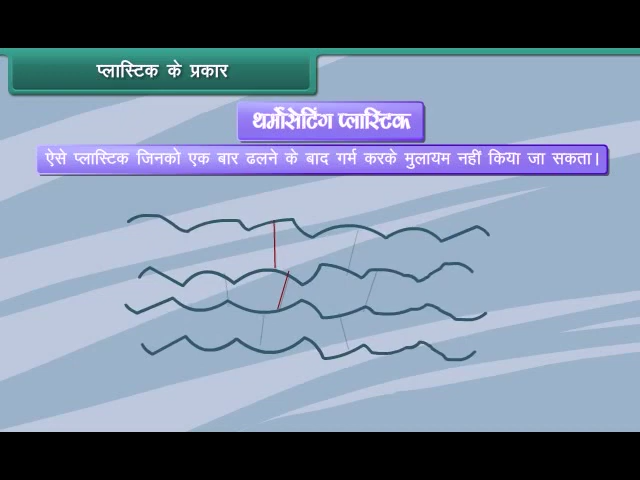 प्लास्टिक के प्रकार
थर्मोसेटिंग प्लास्टिक
ऐसे प्लास्टिक जिनको एक बार ढलने के बाद गर्म करके मुलायम नहीं किया जा सकता।